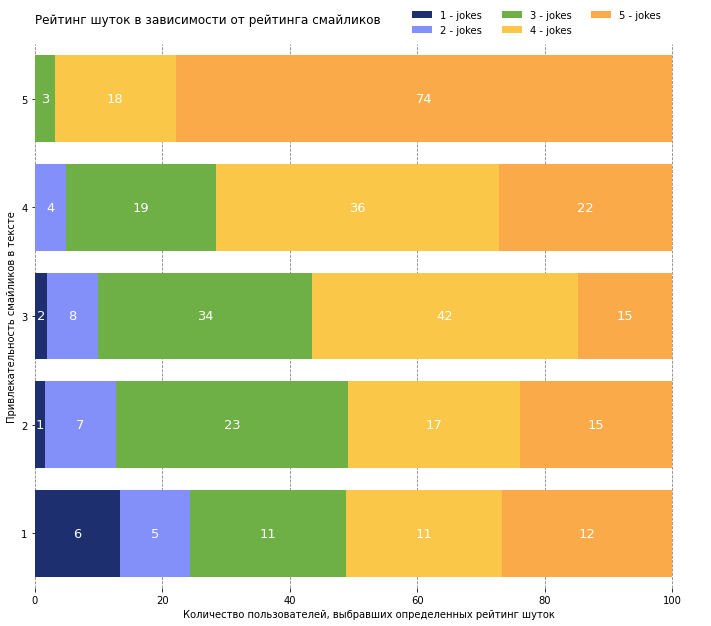 Рейтинг шуток в зависимости от рейтинга смайликов
1 - jokes 3 - jokes 5 - jokes
2 - jokes 4 - jokes
Привлекательность смайликов в тексте
5 3 18 74
4 4 19 36 22
3 2 8 34 42 15
2 1 7 23 17 15
1 6 5 11 11 12
0 20 40 60 80 100
Количество пользователей, выбравших определенных рейтинг шуток